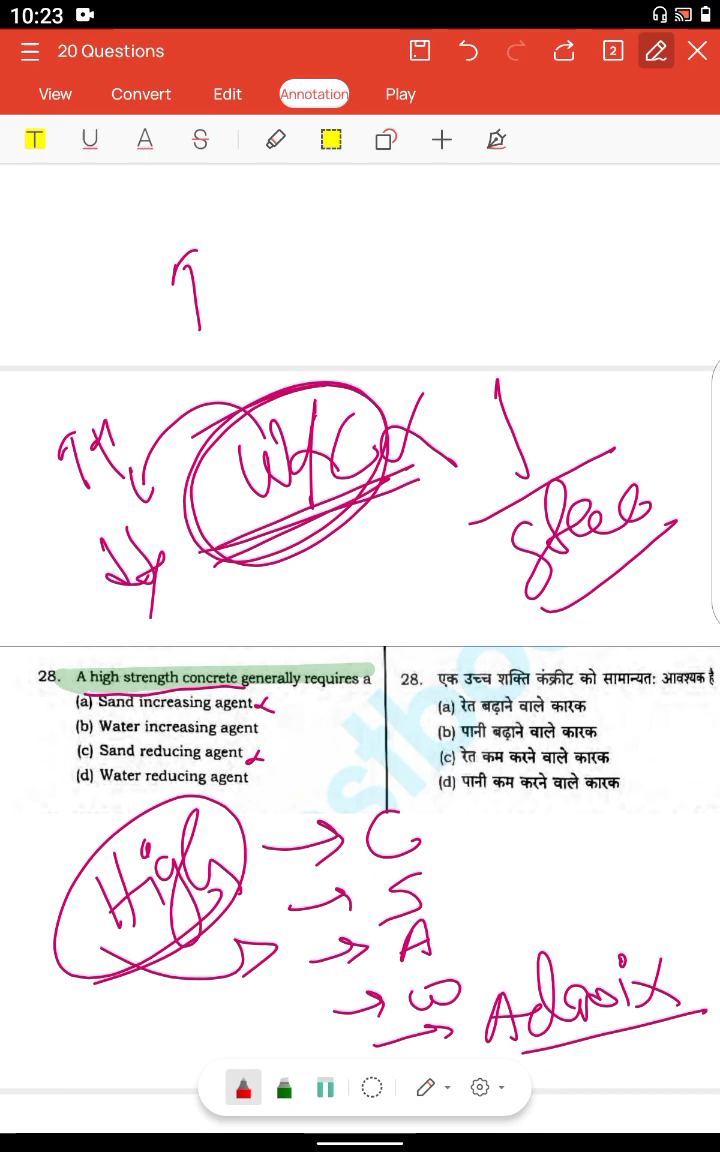 10:23
20 Questions
2
View Convert Edit Annotation Play
T U A S
W/C
steel
28. A high strength concrete generally requires a
(a) Sand increasing agent
(b) Water increasing agent
(c) Sand reducing agent
(d) Water reducing agent
28. एक उच्च शक्ति कंक्रीट को सामान्यत: आवश्यक है
(a) रेत बढ़ाने वाले कारक
(b) पानी बढ़ाने वाले कारक
(c) रेत कम करने वाले कारक
(d) पानी कम करने वाले कारक
High
C
S
A
W
Admix